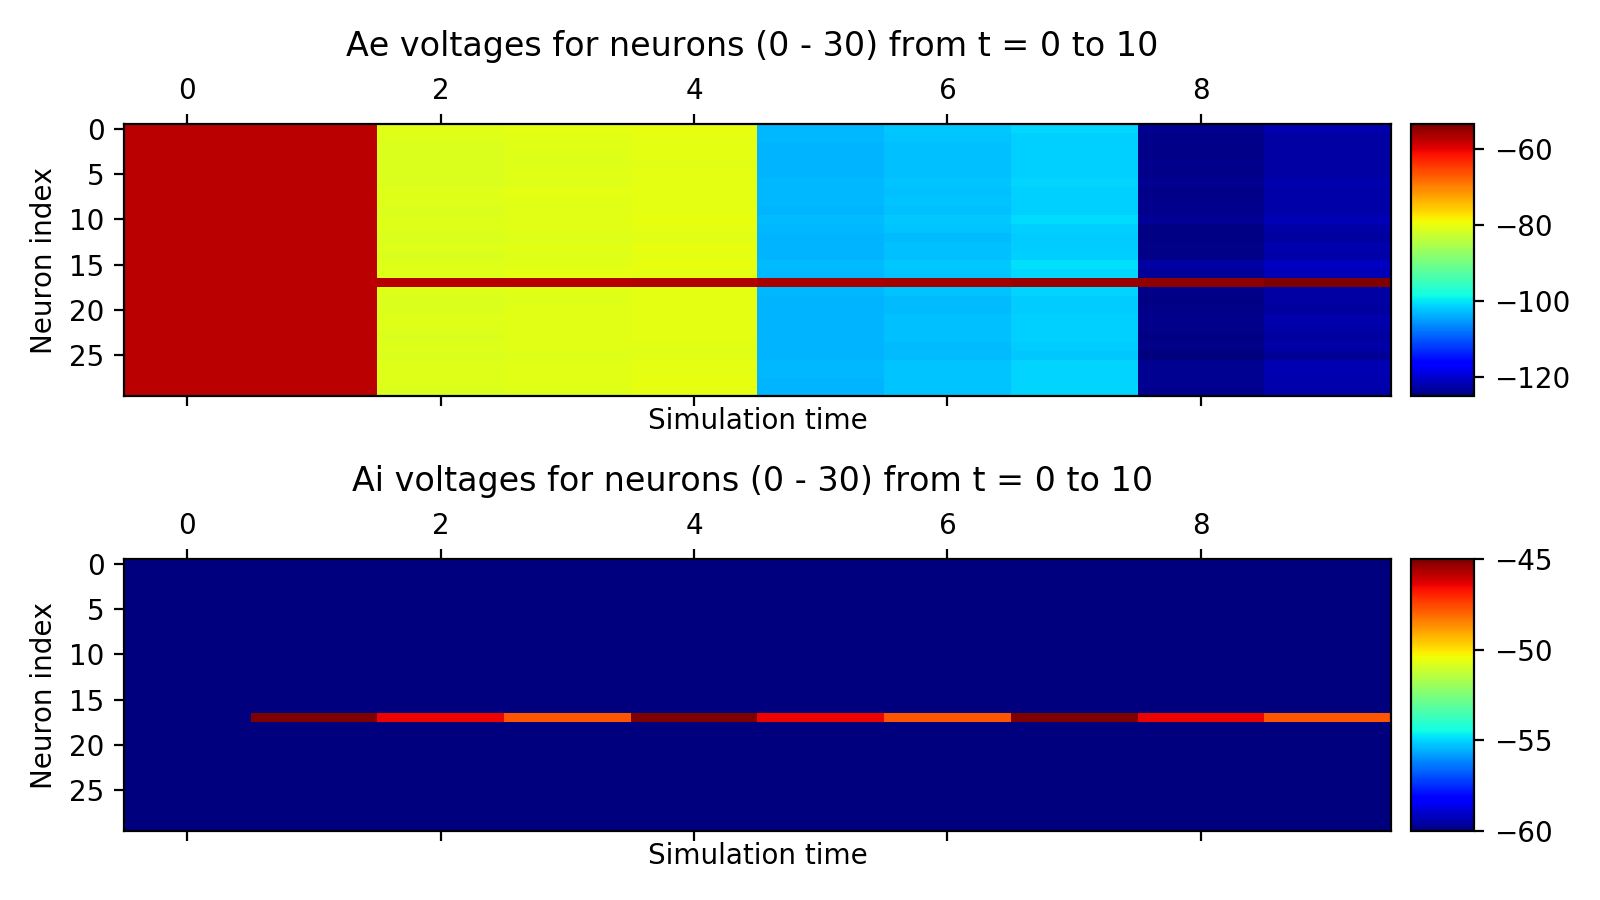 Ae voltages for neurons (0 - 30) from t = 0 to 10
0 2 4 6 8
Neuron index
0
5
10
15
20
25
−60
−80
−100
−120
Simulation time
Ai voltages for neurons (0 - 30) from t = 0 to 10
0 2 4 6 8
Neuron index
0
5
10
15
20
25
−45
−50
−55
−60
Simulation time